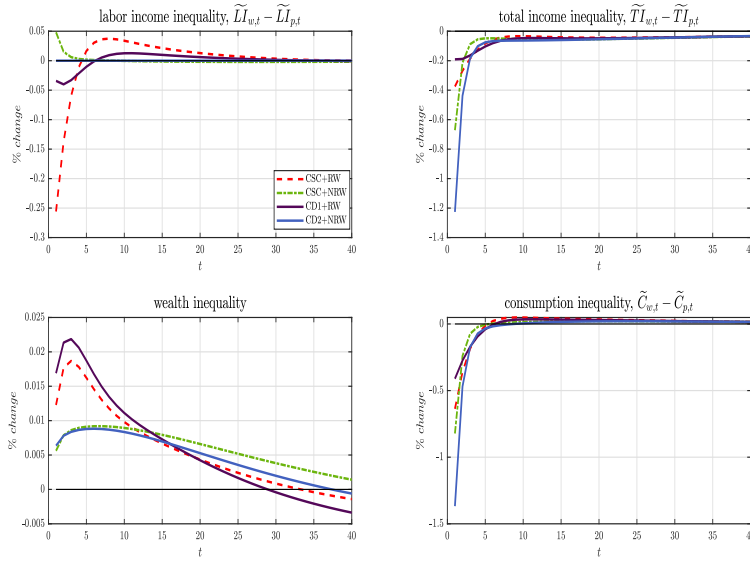 labor income inequality, L̃I_{w,t} − L̃I_{p,t}
0.05
0
-0.05
-0.1
-0.15
-0.2
-0.25
-0.3
% change
0 5 10 15 20 25 30 35 40
t
CSC+RW
CSC+NRW
CD1+RW
CD2+NRW
total income inequality, T̃I_{w,t} − T̃I_{p,t}
0
-0.2
-0.4
-0.6
-0.8
-1
-1.2
-1.4
% change
0 5 10 15 20 25 30 35 40
t
wealth inequality
0.025
0.02
0.015
0.01
0.005
0
-0.005
% change
0 5 10 15 20 25 30 35 40
t
consumption inequality, C̃_{w,t} − C̃_{p,t}
0
-0.5
-1
-1.5
% change
0 5 10 15 20 25 30 35 40
t